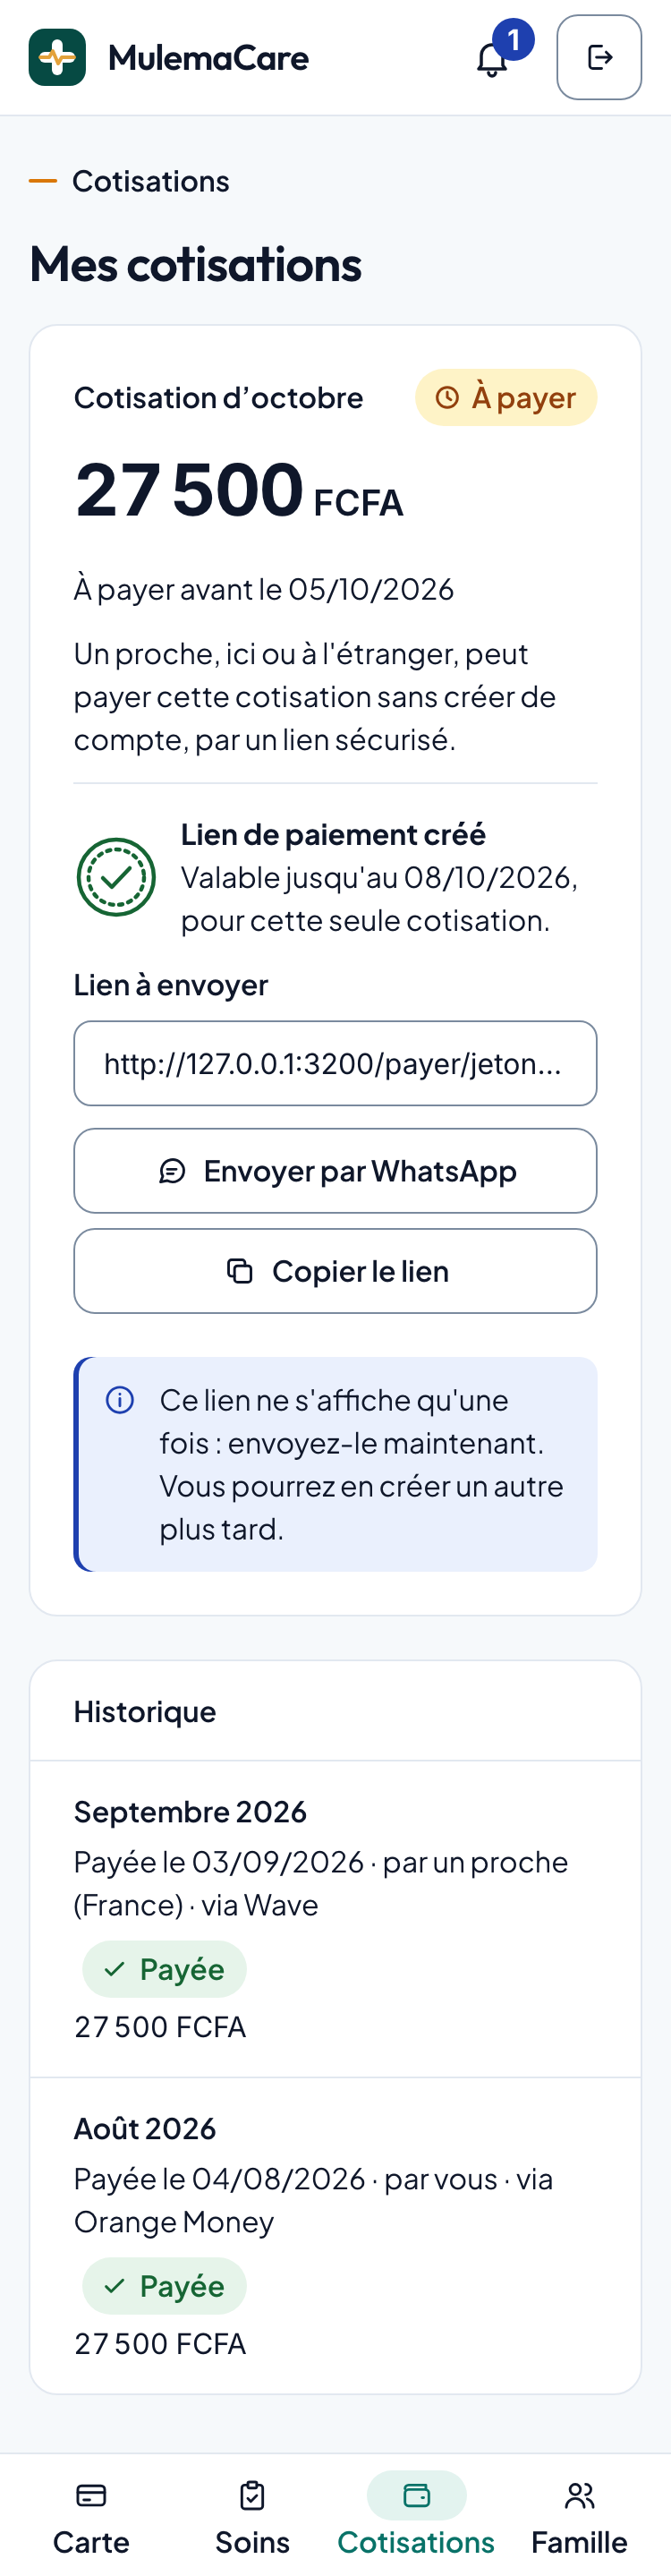 MulemaCare
1
Cotisations
Mes cotisations
Cotisation d’octobre
À payer
27 500 FCFA
À payer avant le 05/10/2026
Un proche, ici ou à l'étranger, peut
payer cette cotisation sans créer de
compte, par un lien sécurisé.
Lien de paiement créé
Valable jusqu'au 08/10/2026,
pour cette seule cotisation.
Lien à envoyer
http://127.0.0.1:3200/payer/jeton...
Envoyer par WhatsApp
Copier le lien
Ce lien ne s'affiche qu'une
fois : envoyez-le maintenant.
Vous pourrez en créer un autre
plus tard.
Historique
Septembre 2026
Payée le 03/09/2026 · par un proche
(France) · via Wave
Payée
27 500 FCFA
Août 2026
Payée le 04/08/2026 · par vous · via
Orange Money
Payée
27 500 FCFA
Carte
Soins
Cotisations
Famille